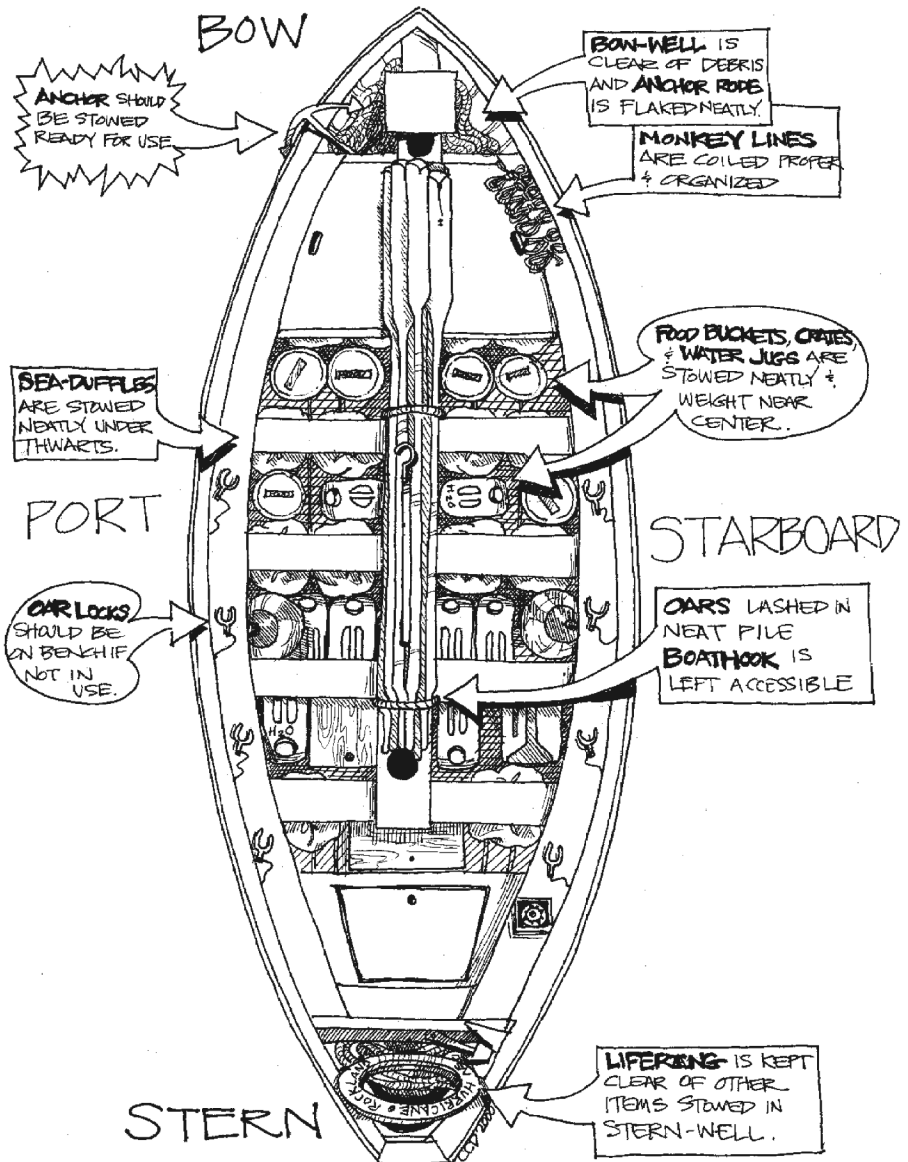 BOW
ANCHOR SHOULD
BE STOWED
READY FOR USE
BOW-WELL IS
CLEAR OF DEBRIS
AND ANCHOR RODE
IS FLAKED NEATLY.
MONKEY LINES
ARE COILED PROPER
& ORGANIZED
FOOD BUCKETS, CRATES,
& WATER JUGS ARE
STOWED NEATLY &
WEIGHT NEAR
CENTER..
SEA-DUFFLES
ARE STOWED
NEATLY UNDER
THWARTS.
H2O
PORT
STARBOARD
OAR LOCKS
SHOULD BE
ON BENCH IF
NOT IN
USE.
OARS LASHED IN
NEAT PILE
BOATHOOK IS
LEFT ACCESSIBLE
H2O
STERN
HURRICANE • ROCKLAND
LIFERING IS KEPT
CLEAR OF OTHER
ITEMS STOWED IN
STERN-WELL.